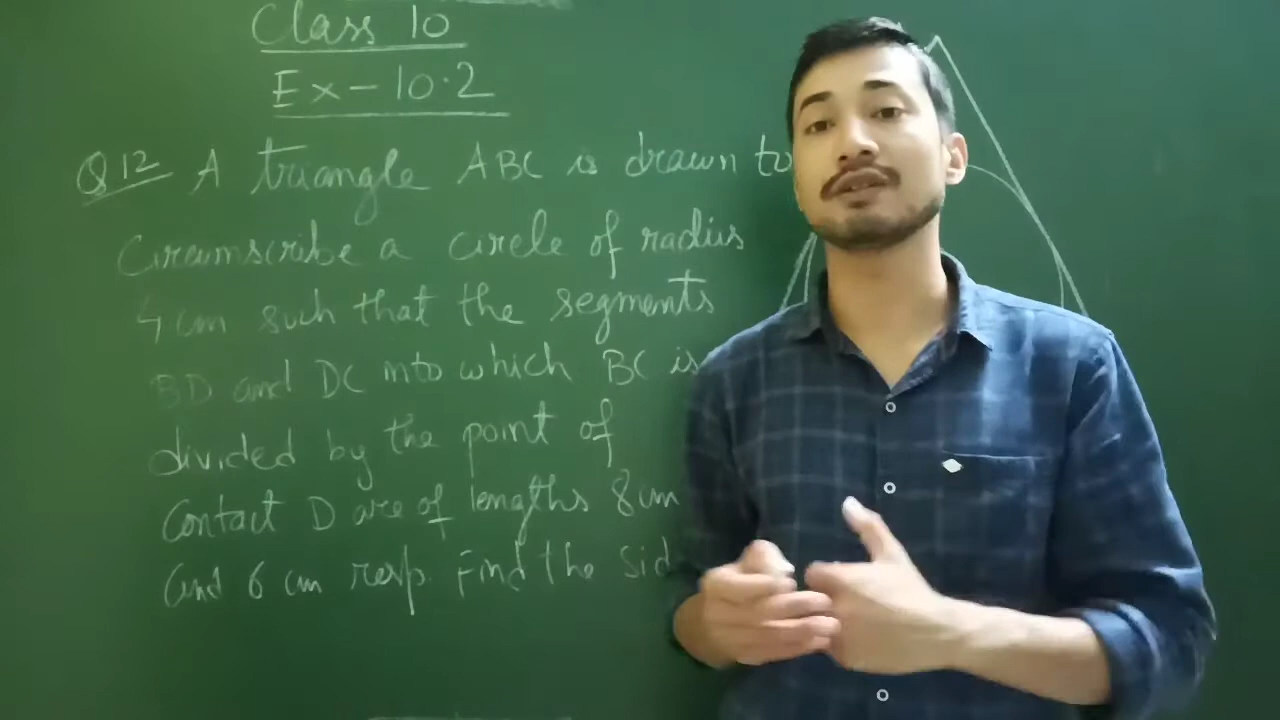 Class 10
Ex - 10.2
Q12 A triangle ABC is drawn to
Circumscribe a circle of radius
4 cm such that the segments
BD and DC into which BC is
divided by the point of
Contact D are of lengths 8 cm
and 6 cm resp. Find the